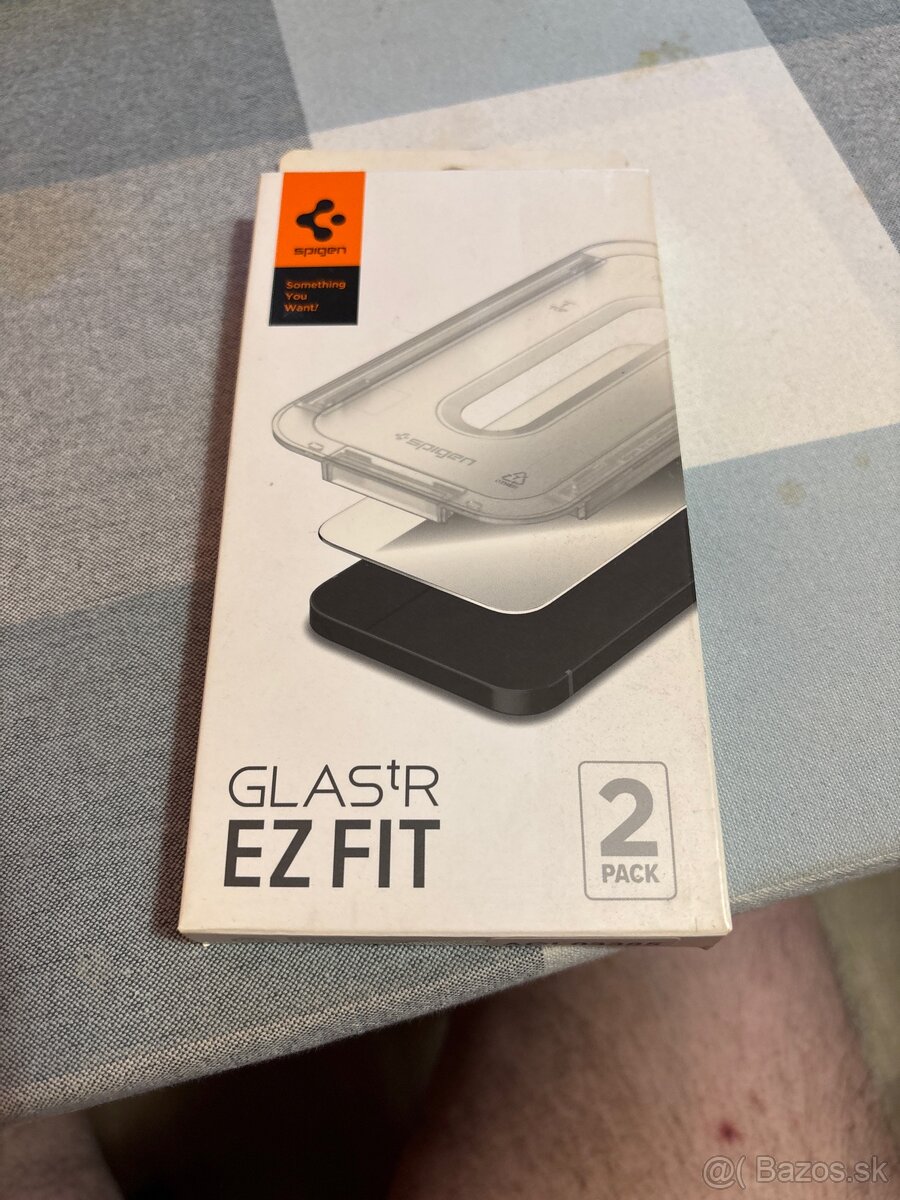 spigen
Something
You
Want?
spigen
GLAStR
EZ FIT
2
PACK
@( Bazos.sk